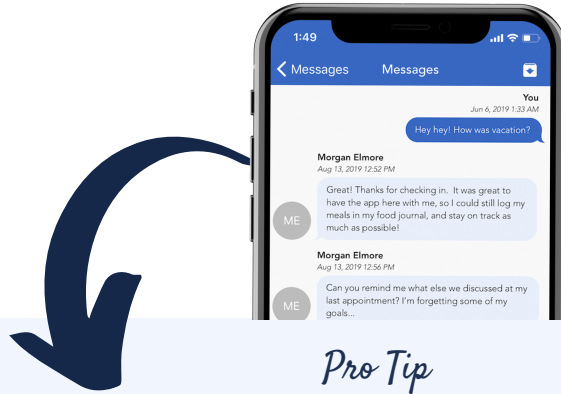 1:49
Messages
Messages
You
Jun 6, 2019 1:33 AM
Hey hey! How was vacation?
Morgan Elmore
Aug 13, 2019 12:52 PM
Great! Thanks for checking in. It was great to
have the app here with me, so I could still log my
meals in my food journal, and stay on track as
much as possible!
ME
Morgan Elmore
Aug 13, 2019 12:56 PM
Can you remind me what else we discussed at my
last appointment? I'm forgetting some of my
goals...
ME
Pro Tip